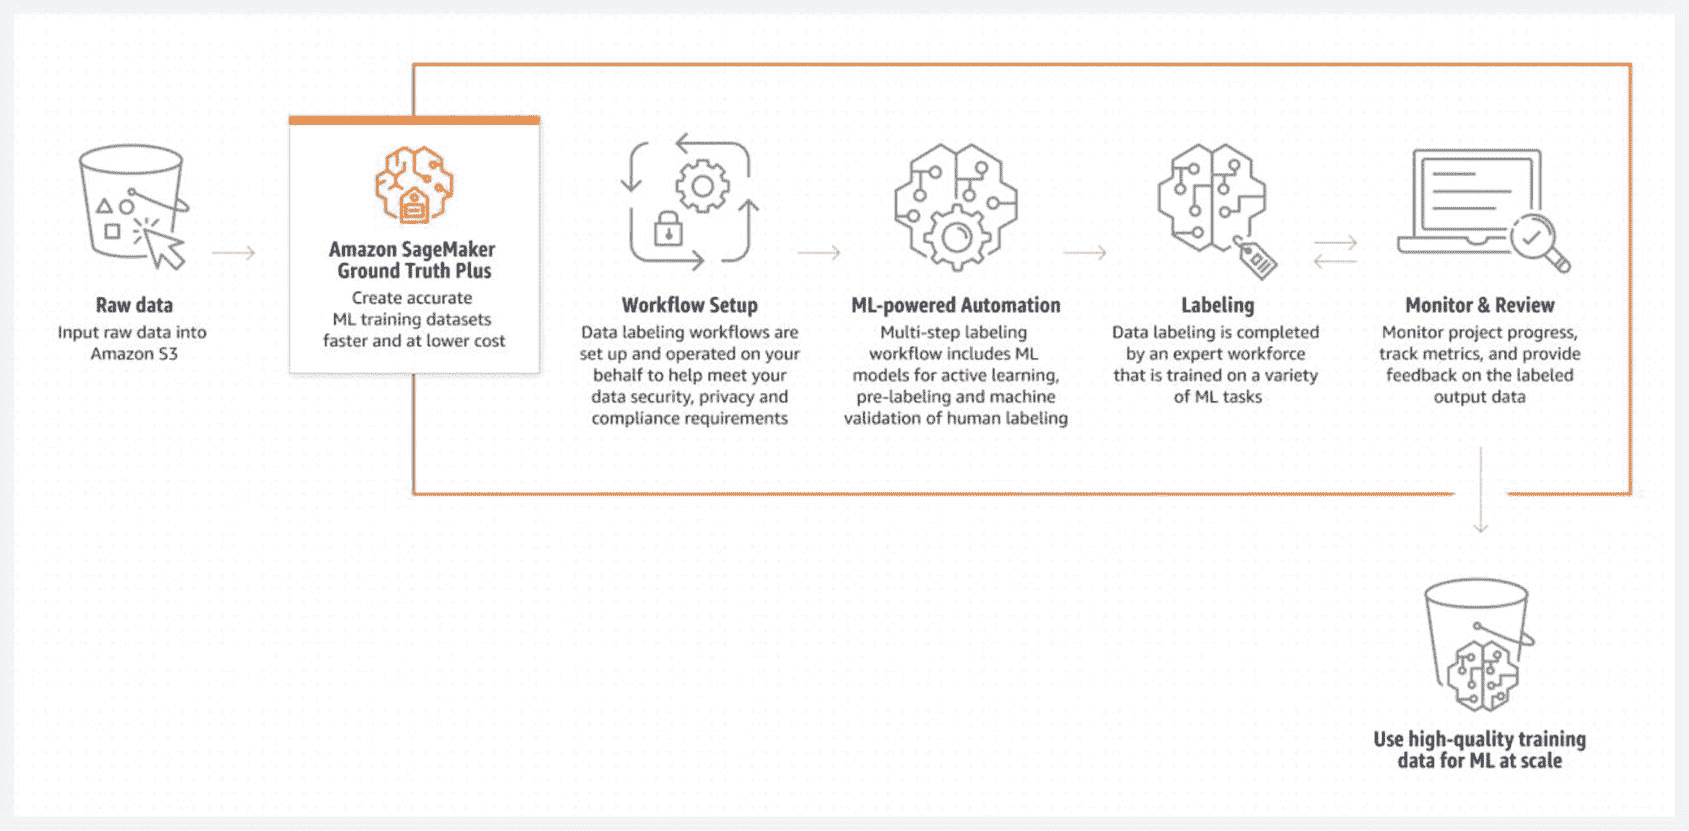 Raw data
Input raw data into
Amazon S3
Amazon SageMaker
Ground Truth Plus
Create accurate
ML training datasets
faster and at lower cost
Workflow Setup
Data labeling workflows are
set up and operated on your
behalf to help meet your
data security, privacy and
compliance requirements
ML-powered Automation
Multi-step labeling
workflow includes ML
models for active learning,
pre-labeling and machine
validation of human labeling
Labeling
Data labeling is completed
by an expert workforce
that is trained on a variety
of ML tasks
Monitor & Review
Monitor project progress,
track metrics, and provide
feedback on the labeled
output data
Use high-quality training
data for ML at scale